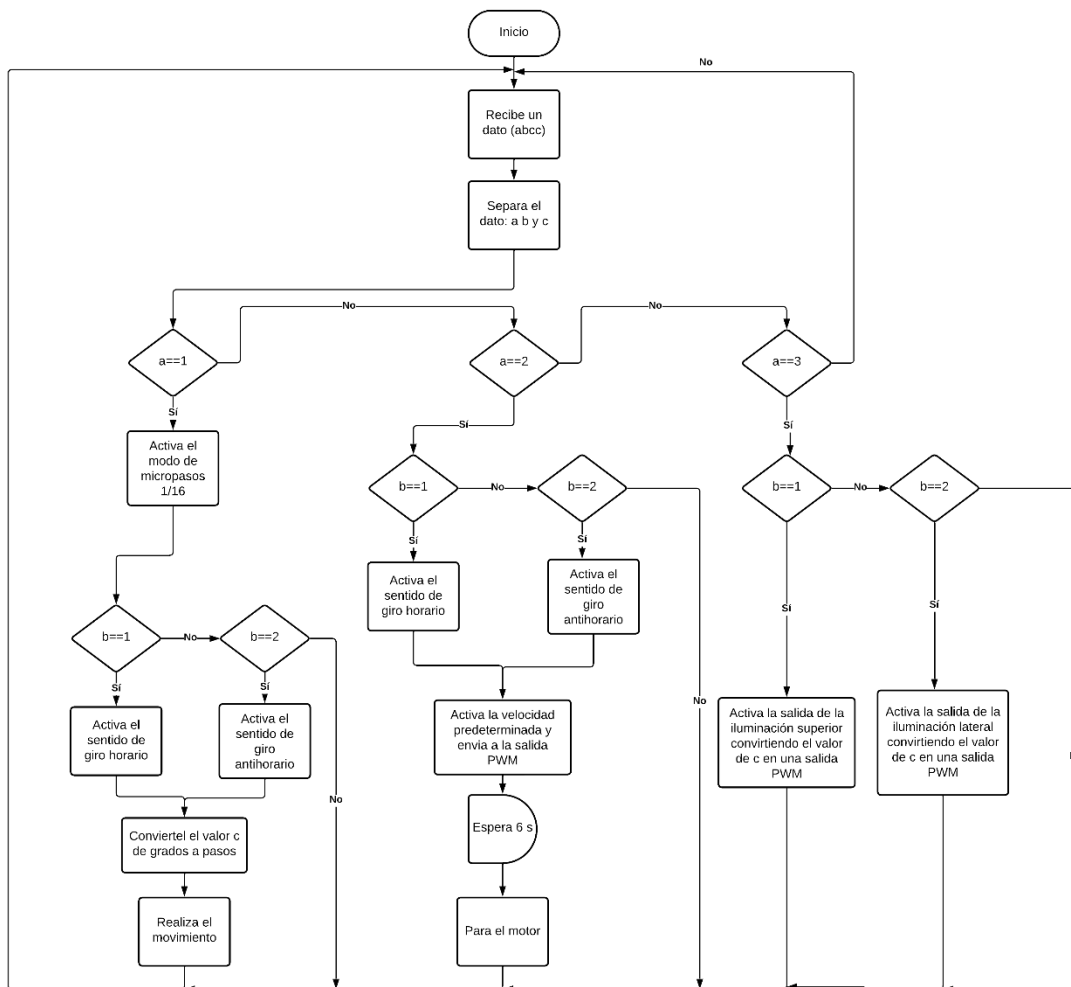 Inicio
No
Recibe un
dato (abcc)
Separa el
dato: a b y c
No
No
a==1
a==2
a==3
Sí
Sí
Sí
Activa el
modo de
micropasos
1/16
b==1
No
b==2
b==1
No
b==2
Sí
Sí
Activa el
sentido de
giro horario
Activa el
sentido de
giro
antihorario
Sí
Sí
b==1
No
b==2
Sí
Sí
No
Activa el
sentido de
giro horario
Activa el
sentido de
giro
antihorario
Activa la velocidad
predeterminada y
envia a la salida
PWM
Activa la salida de la
iluminación superior
convirtiendo el valor
de c en una salida
PWM
Activa la salida de la
iluminación lateral
convirtiendo el valor
de c en una salida
PWM
No
Conviertel el valor c
de grados a pasos
Espera 6 s
Realiza el
movimiento
Para el motor